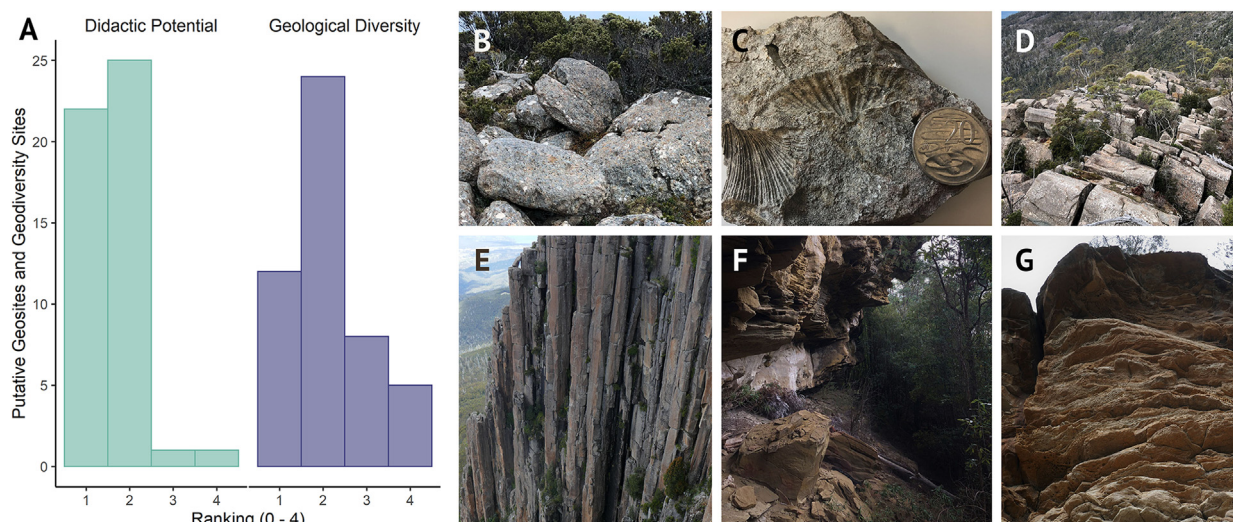 A
Didactic Potential
Geological Diversity
Putative Geosites and Geodiversity Sites
25
20
15
10
5
0
1 2 3 4
1 2 3 4
Ranking (0 - 4)
B
C
20
D
E
F
G